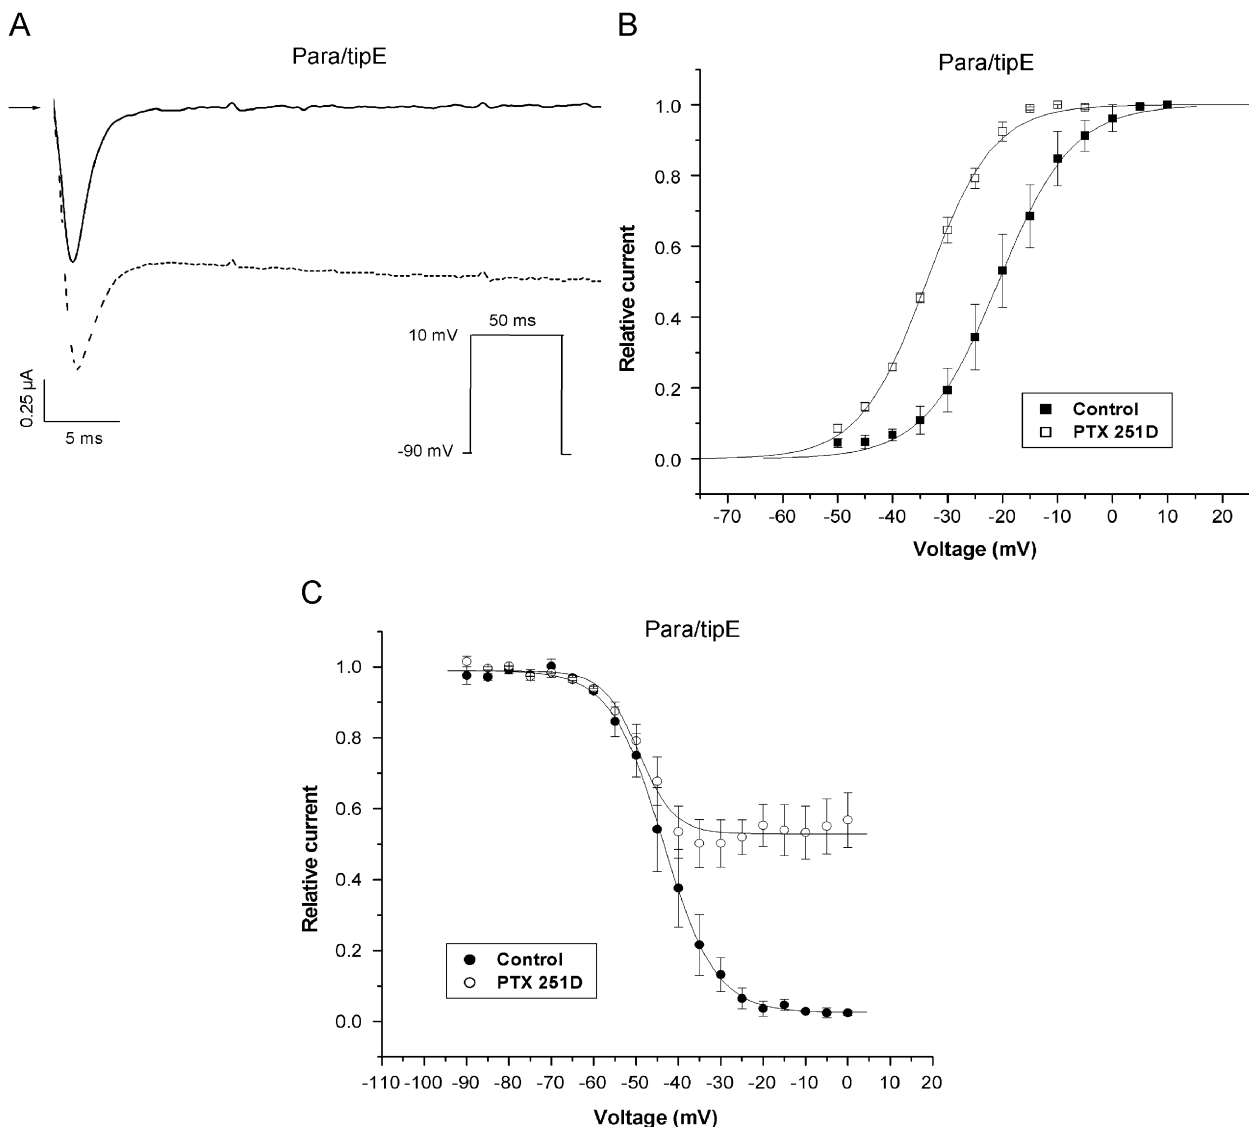 A
Para/tipE
0.25 µA
5 ms
50 ms
10 mV
-90 mV
B
Para/tipE
Relative current
1.0
0.8
0.6
0.4
0.2
0.0
Control
PTX 251D
-70 -60 -50 -40 -30 -20 -10 0 10 20
Voltage (mV)
C
Para/tipE
Relative current
1.0
0.8
0.6
0.4
0.2
0.0
Control
PTX 251D
-110 -100 -90 -80 -70 -60 -50 -40 -30 -20 -10 0 10 20
Voltage (mV)